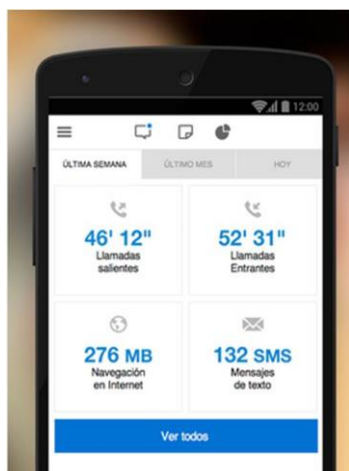 12:00
ÚLTIMA SEMANA
ÚLTIMO MES
HOY
46' 12"
Llamadas
salientes
52' 31"
Llamadas
Entrantes
276 MB
Navegación
en Internet
132 SMS
Mensajes
de texto
Ver todos